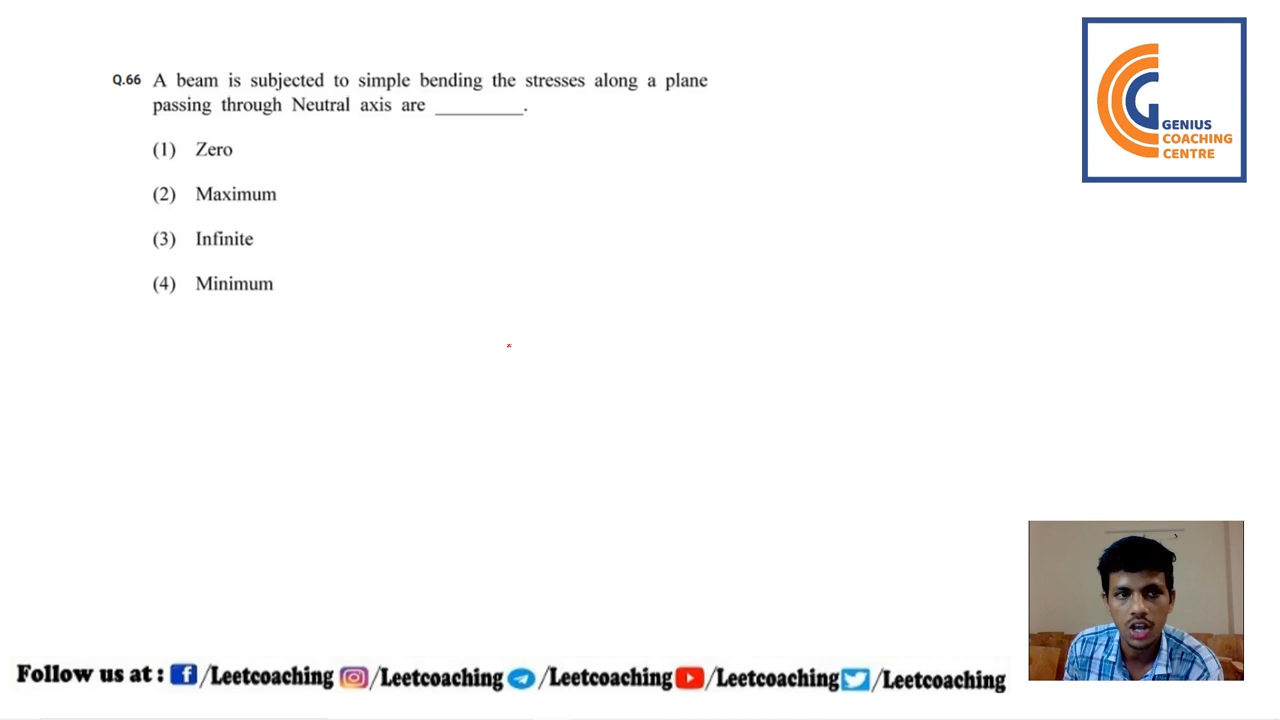 Q.66 A beam is subjected to simple bending the stresses along a plane
passing through Neutral axis are _________.
(1) Zero
(2) Maximum
(3) Infinite
(4) Minimum
GENIUS
COACHING
CENTRE
Follow us at : /Leetcoaching /Leetcoaching /Leetcoaching /Leetcoaching /Leetcoaching